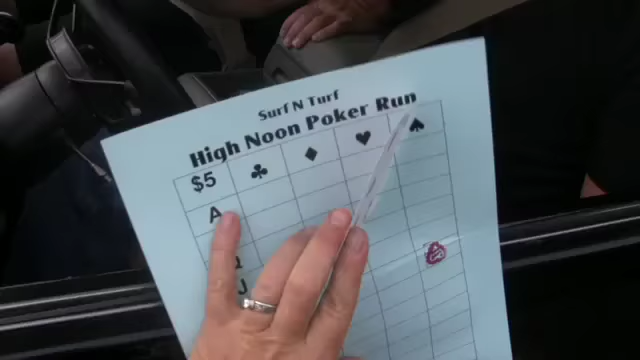 Surf N Turf
High Noon Poker Run
$5 ♣ ♦ ♥ ♠
A
Q
J